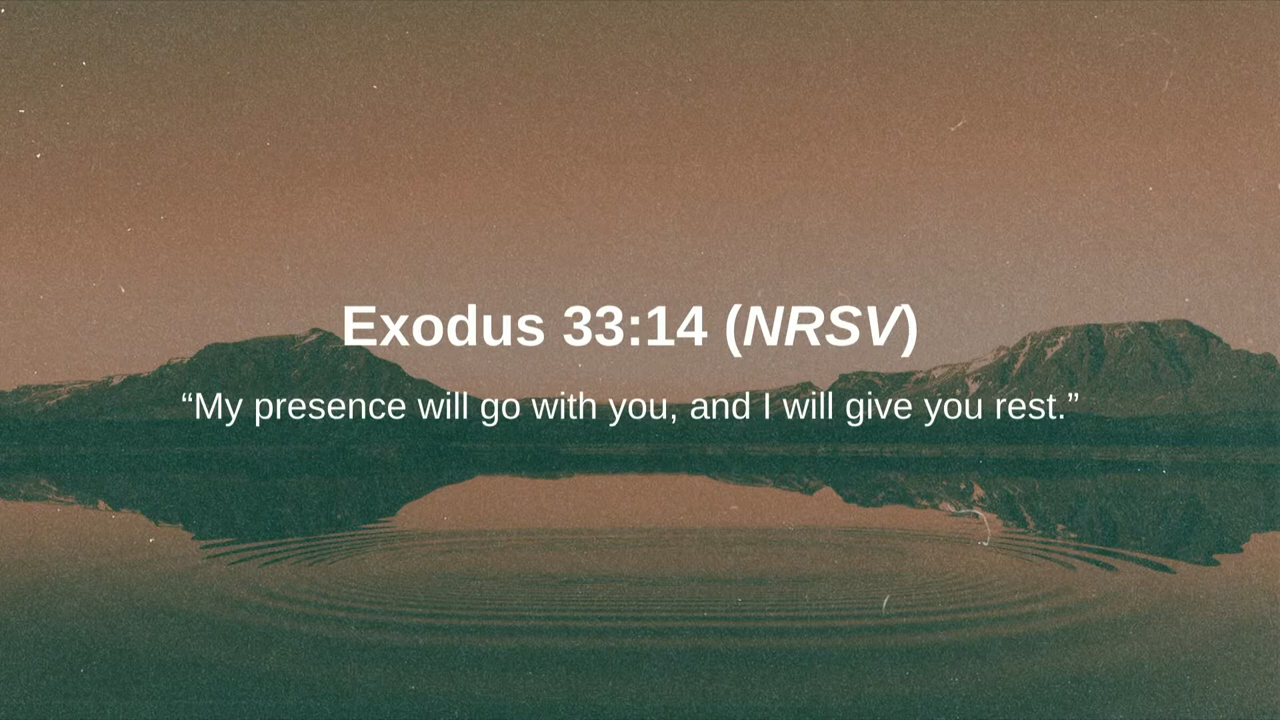 Exodus 33:14 (NRSV)
“My presence will go with you, and I will give you rest.”